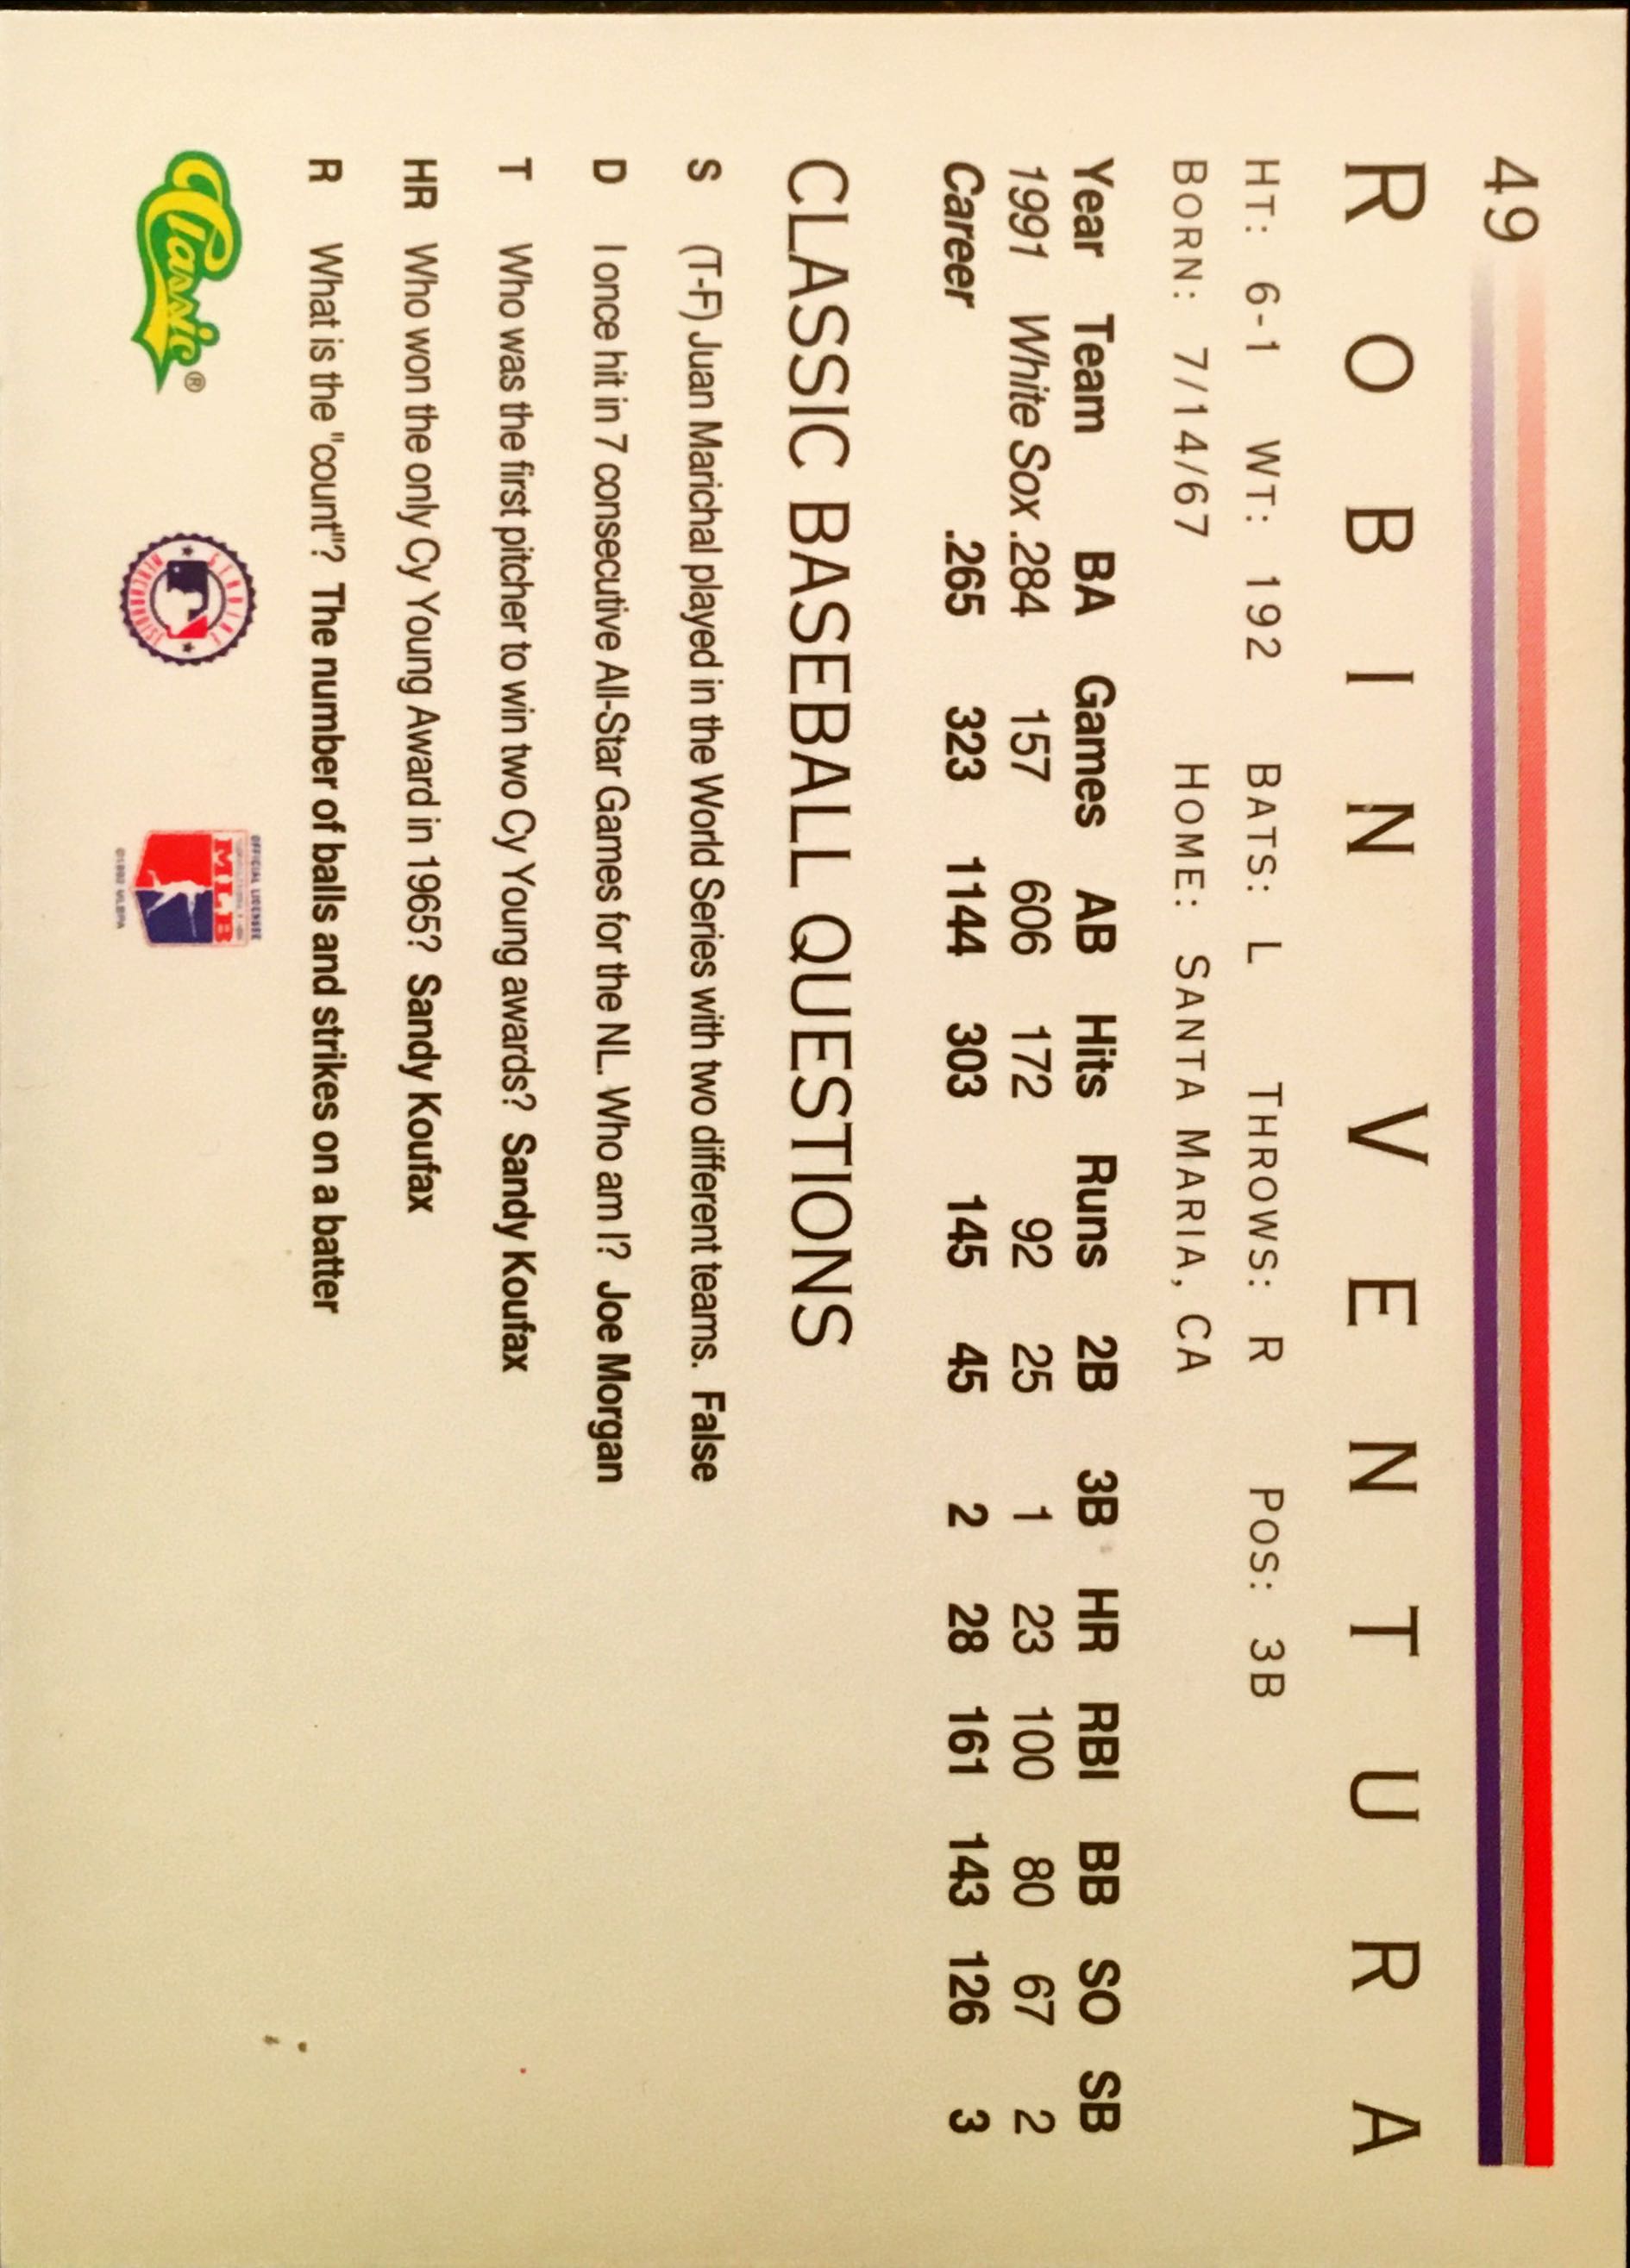 49
ROBIN VENTURA
HT: 6-1 WT: 192 BATS: L THROWS: R POS: 3B
BORN: 7/14/67 HOME: SANTA MARIA, CA
Year Team BA Games AB Hits Runs 2B 3B HR RBI BB SO SB
1991 White Sox .284 157 606 172 92 25 1 23 100 80 67 2
Career .265 323 1144 303 145 45 2 28 161 143 126 3
CLASSIC BASEBALL QUESTIONS
S (T-F) Juan Marichal played in the World Series with two different teams. False
D I once hit in 7 consecutive All-Star Games for the NL. Who am I? Joe Morgan
T Who was the first pitcher to win two Cy Young awards? Sandy Koufax
HR Who won the only Cy Young Award in 1965? Sandy Koufax
R What is the "count"? The number of balls and strikes on a batter
Classic ®
GENUINE MERCHANDISE
OFFICIAL LICENSEE
MLB
©1992 MLBPA